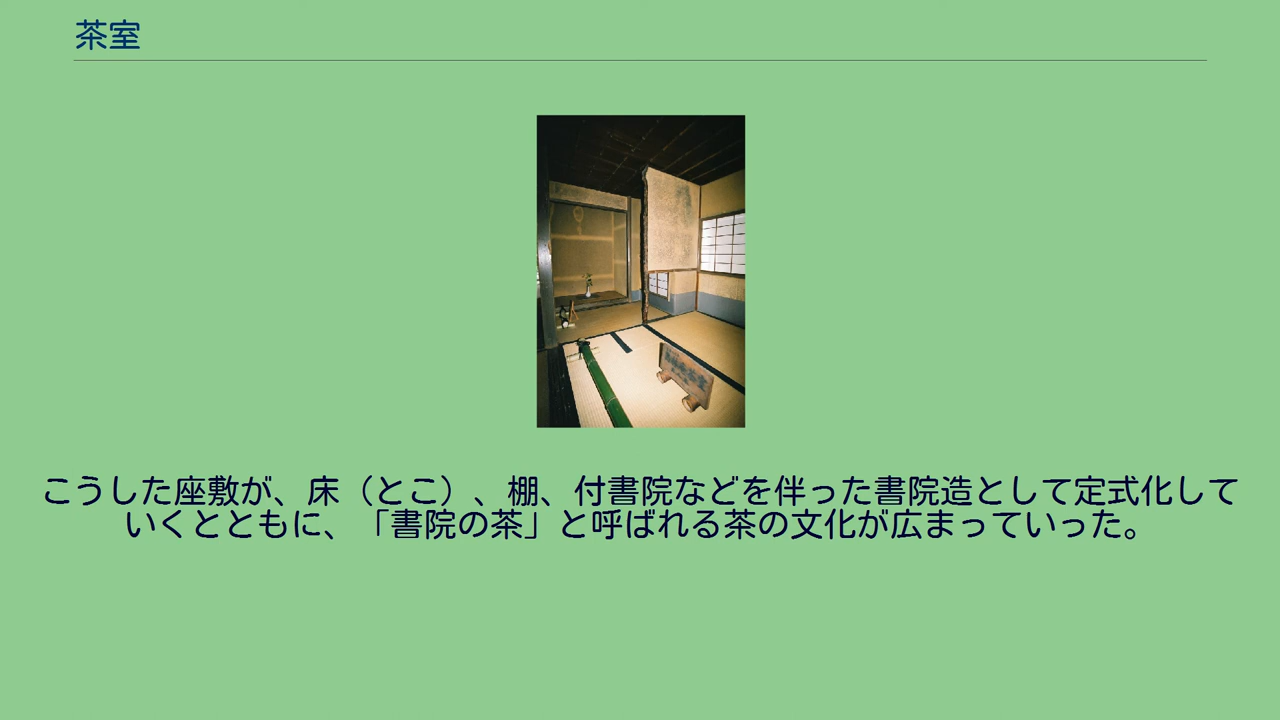 茶室
こうした座敷が、床（とこ）、棚、付書院などを伴った書院造として定式化して
いくとともに、「書院の茶」と呼ばれる茶の文化が広まっていった。